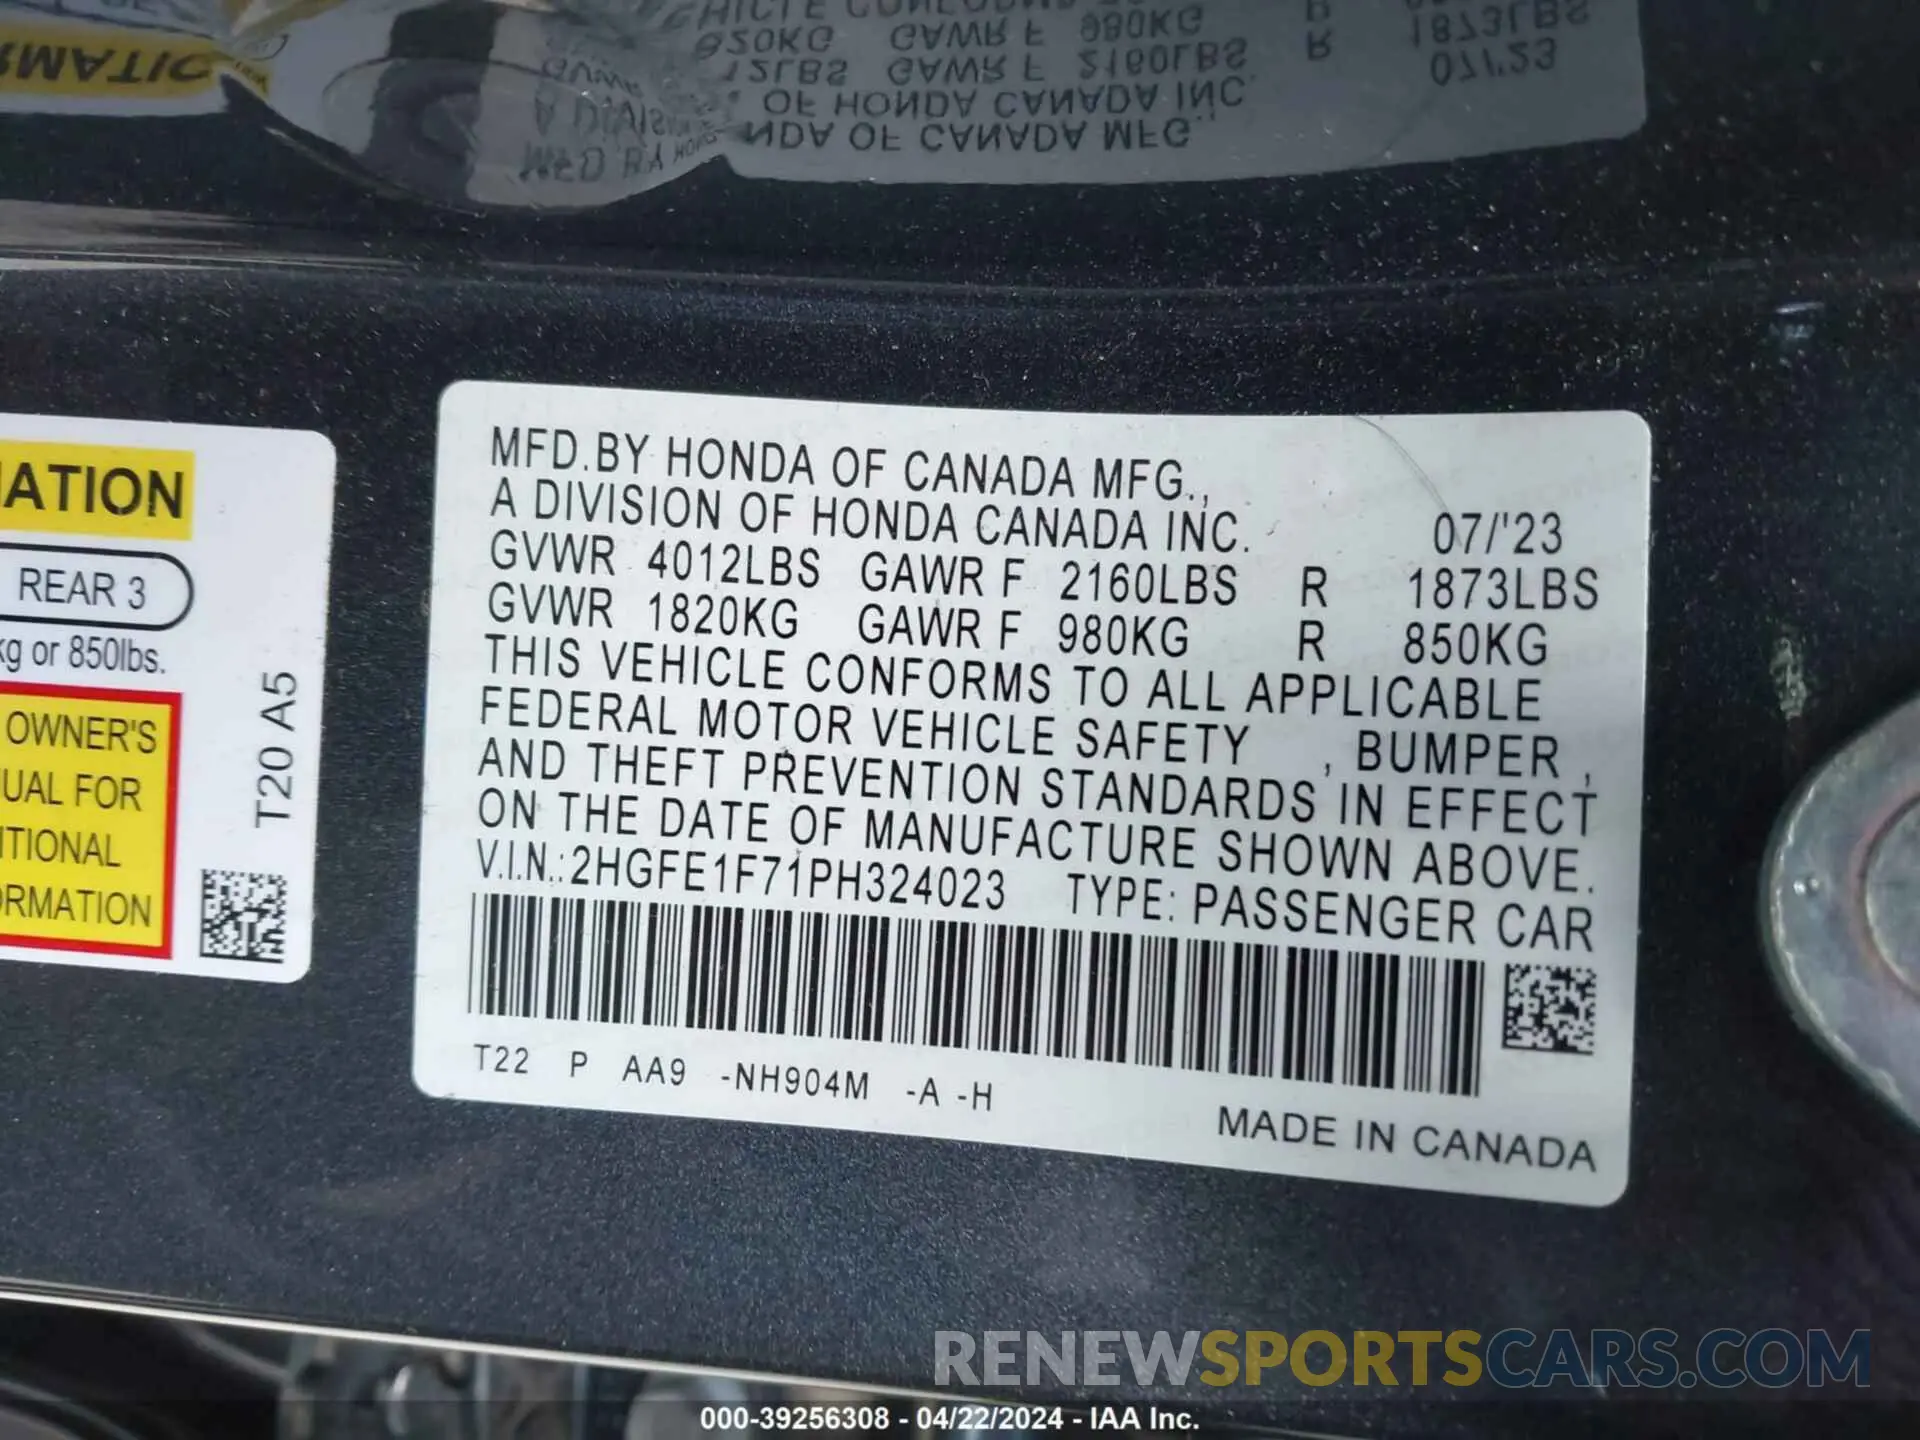 MFD.BY HONDA OF CANADA MFG.,
A DIVISION OF HONDA CANADA INC. 07/'23
GVWR 4012LBS GAWR F 2160LBS R 1873LBS
GVWR 1820KG GAWR F 980KG R 850KG
THIS VEHICLE CONFORMS TO ALL APPLICABLE
FEDERAL MOTOR VEHICLE SAFETY , BUMPER ,
AND THEFT PREVENTION STANDARDS IN EFFECT
ON THE DATE OF MANUFACTURE SHOWN ABOVE.
V.I.N.: 2HGFE1F71PH324023 TYPE: PASSENGER CAR
T22 P AA9 -NH904M -A -H
MADE IN CANADA
ATION
REAR 3
kg or 850lbs.
OWNER'S
UAL FOR
ITIONAL
ORMATION
T20 A5
RENEWSPORTSCARS.COM
000-39256308 - 04/22/2024 - IAA Inc.